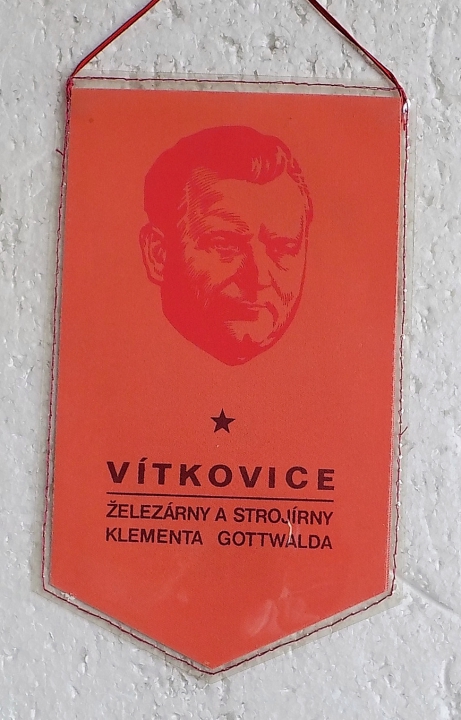 VÍTKOVICE
ŽELEZÁRNY A STROJÍRNY
KLEMENTA GOTTWALDA